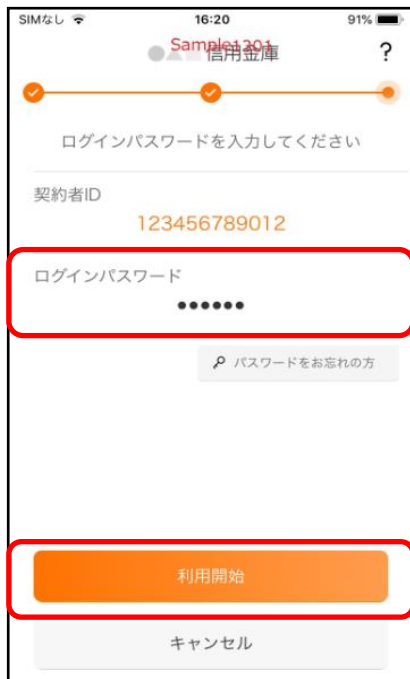 SIMなし 16:20 91%
●▲■信用金庫 ?
Sample1201
ログインパスワードを入力してください
契約者ID
123456789012
ログインパスワード
●●●●●●
パスワードをお忘れの方
利用開始
キャンセル